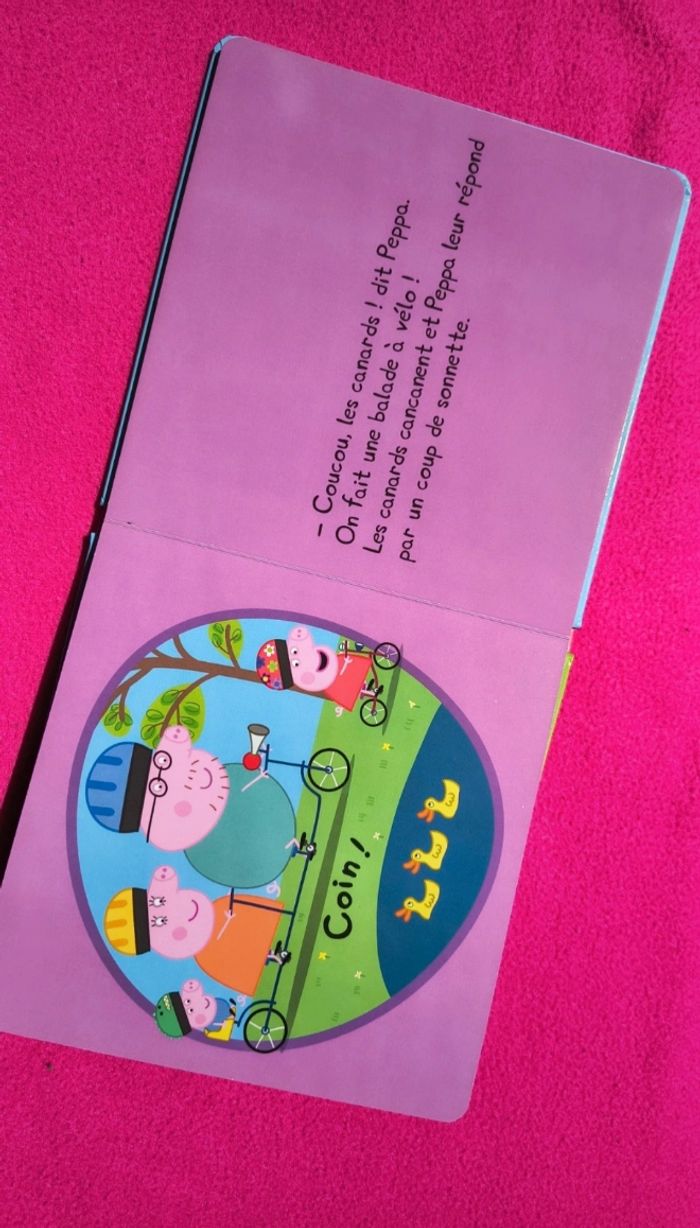 Coin !
– Coucou, les canards ! dit Peppa.
On fait une balade à vélo !
Les canards cancanent et Peppa leur répond
par un coup de sonnette.